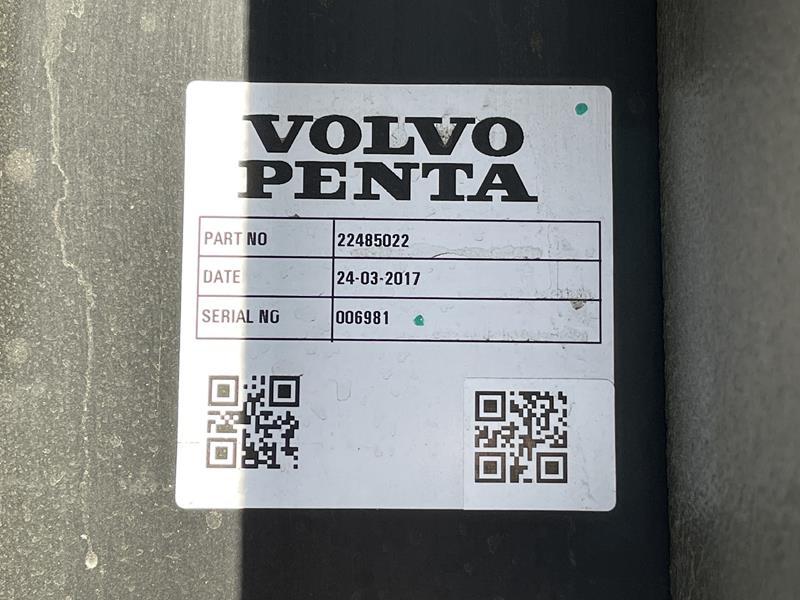 VOLVO
PENTA
PART NO 22485022
DATE 24-03-2017
SERIAL NO 006981